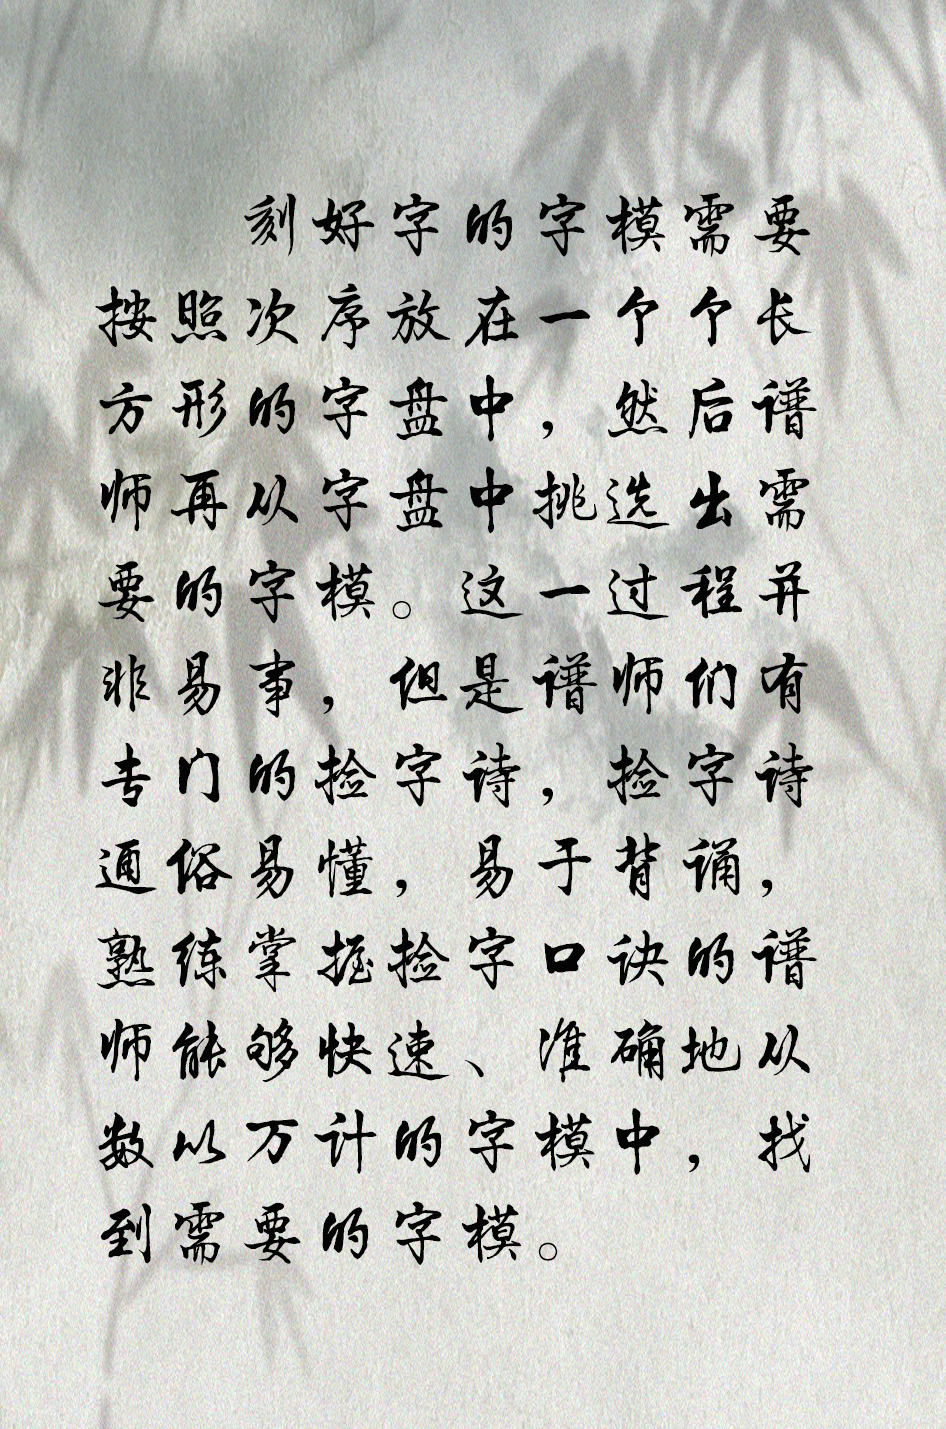 刻好字的字模需要
按照次序放在一个个长
方形的字盘中，然后谱
师再从字盘中挑选出需
要的字模。这一过程并
非易事，但是谱师们有
专门的捡字诗，捡字诗
通俗易懂，易于背诵，
熟练掌握捡字口诀的谱
师能够快速、准确地从
数以万计的字模中，找
到需要的字模。